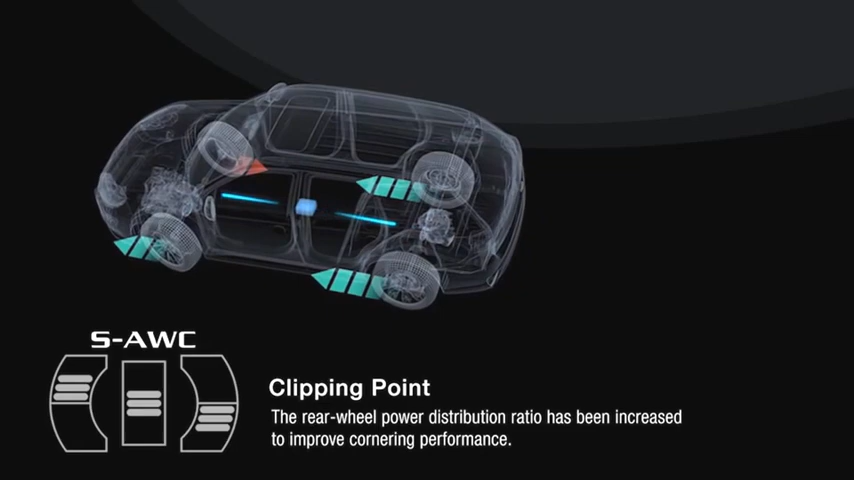 S-AWC
Clipping Point
The rear-wheel power distribution ratio has been increased
to improve cornering performance.